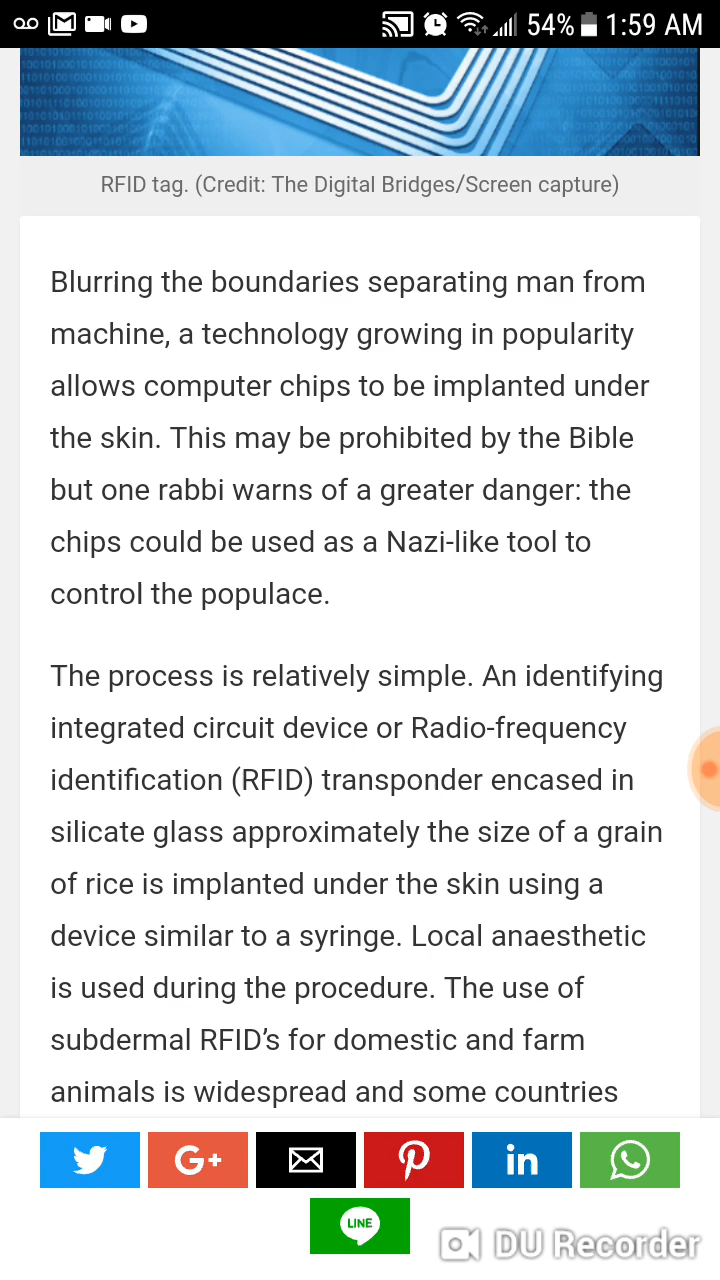 54% 1:59 AM
RFID tag. (Credit: The Digital Bridges/Screen capture)
Blurring the boundaries separating man from
machine, a technology growing in popularity
allows computer chips to be implanted under
the skin. This may be prohibited by the Bible
but one rabbi warns of a greater danger: the
chips could be used as a Nazi-like tool to
control the populace.
The process is relatively simple. An identifying
integrated circuit device or Radio-frequency
identification (RFID) transponder encased in
silicate glass approximately the size of a grain
of rice is implanted under the skin using a
device similar to a syringe. Local anaesthetic
is used during the procedure. The use of
subdermal RFID’s for domestic and farm
animals is widespread and some countries
G+
in
LINE
DU Recorder